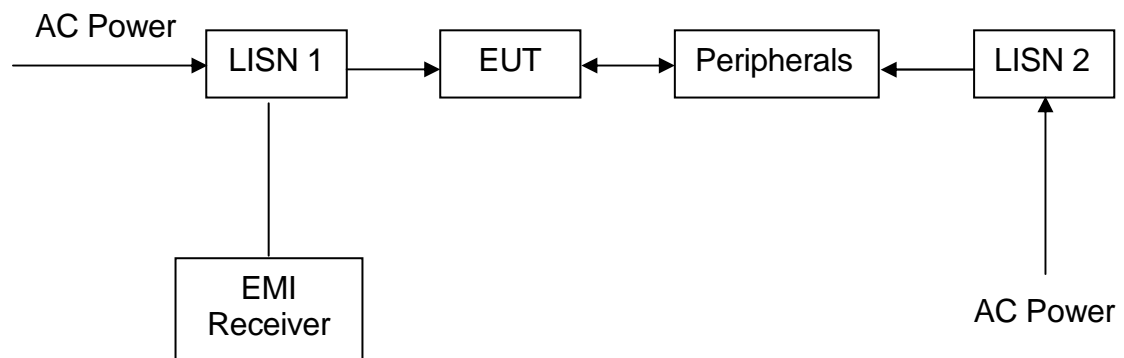 AC Power
LISN 1
EUT
Peripherals
LISN 2
EMI
Receiver
AC Power